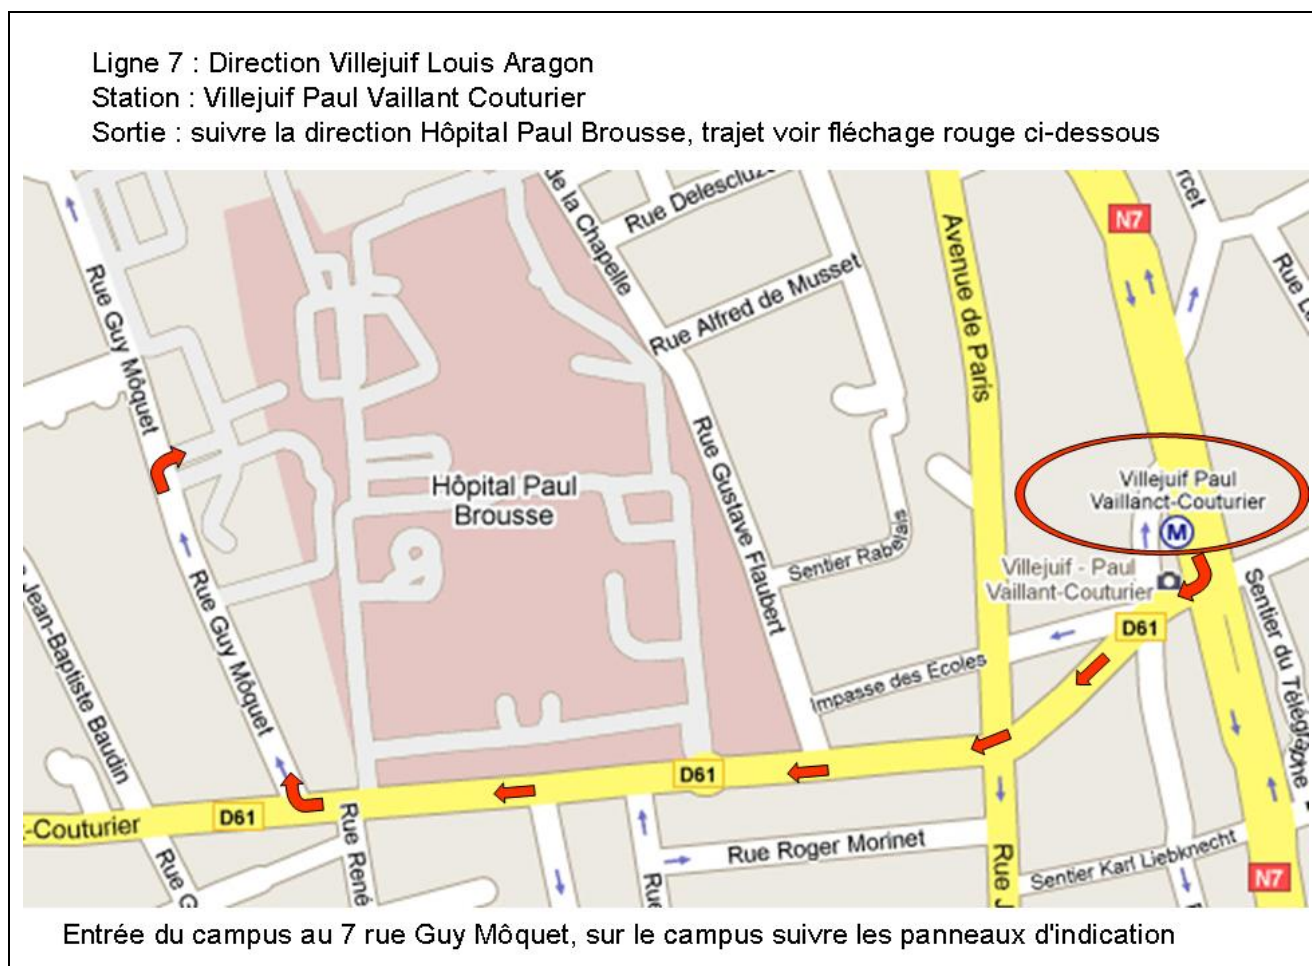 Ligne 7 : Direction Villejuif Louis Aragon
Station : Villejuif Paul Vaillant Couturier
Sortie : suivre la direction Hôpital Paul Brousse, trajet voir fléchage rouge ci-dessous
de la Chapelle
Rue Delescluze
rcet
N7
Rue Guy Môquet
Avenue de Paris
Rue Alfred de Musset
Rue L
Hôpital Paul
Brousse
Rue Gustave Flaubert
Villejuif Paul
Vaillanct-Couturier
M
Sentier Rabelais
Villejuif - Paul
Vaillant-Couturier
D61
Jean-Baptiste Baudin
Rue Guy Môquet
Impasse des Écoles
Sentier du Télégraphe
D61
D61
-Couturier
Rue G
Rue René
Rue
Rue Roger Morinet
Rue J
Sentier Karl Liebknecht
N7
Entrée du campus au 7 rue Guy Môquet, sur le campus suivre les panneaux d'indication